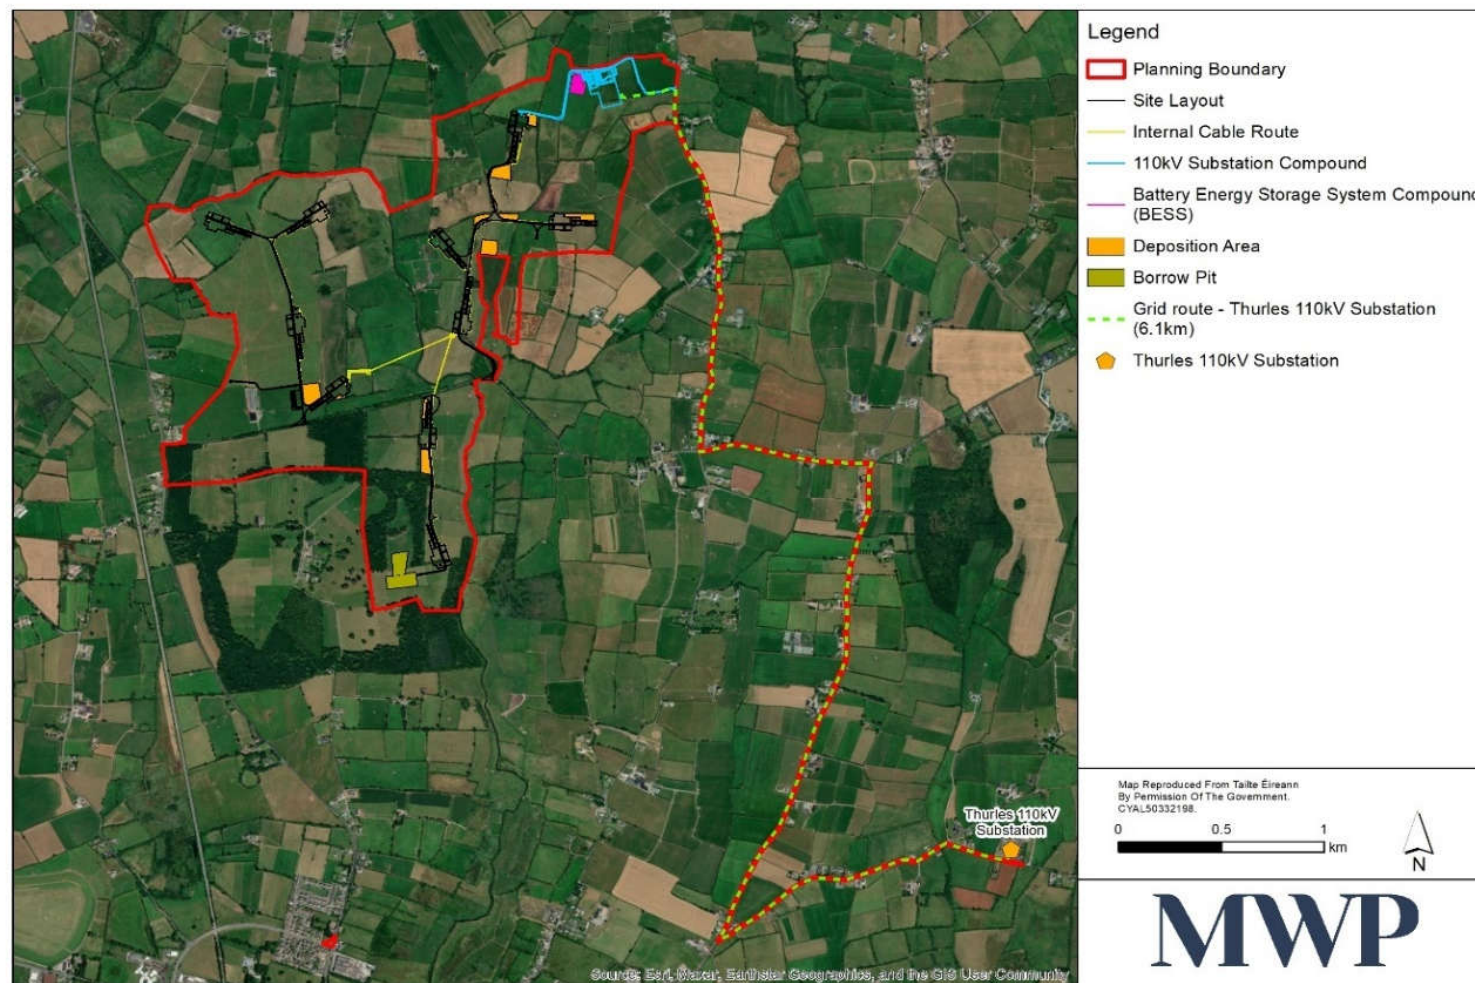 Legend
Planning Boundary
Site Layout
Internal Cable Route
110kV Substation Compound
Battery Energy Storage System Compound
(BESS)
Deposition Area
Borrow Pit
Grid route - Thurles 110kV Substation
(6.1km)
Thurles 110kV Substation
Thurles 110kV
Substation
Source: Esri, Maxar, Earthstar Geographics, and the GIS User Community
Map Reproduced From Tailte Éireann
By Permission Of The Government.
CYAL50332198.
0 0.5 1
km
N
MWP